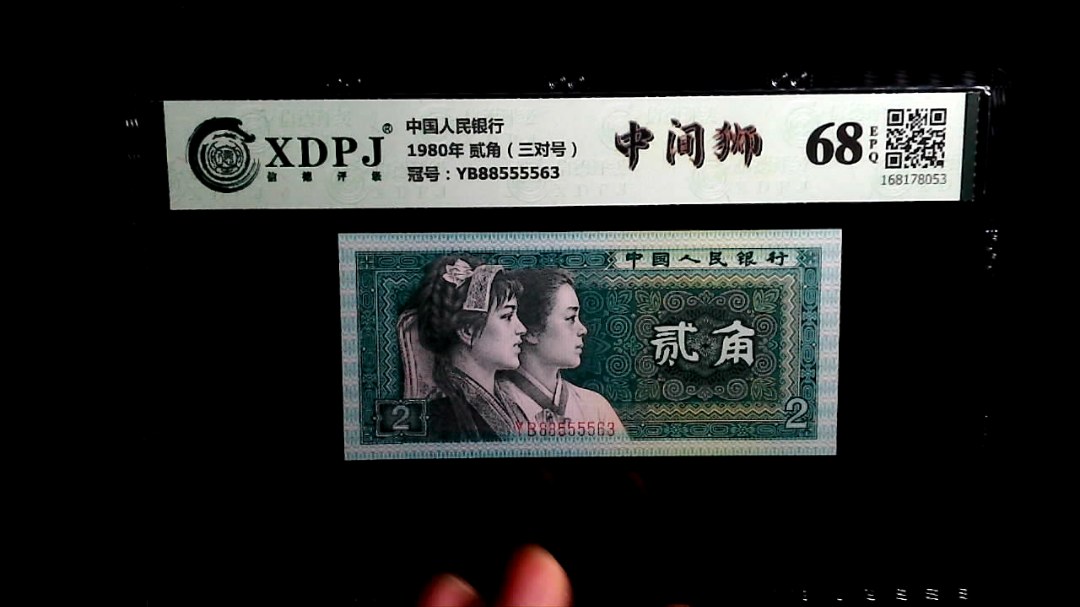 XDPJ®
信德评级
中国人民银行
1980年 贰角（三对号）
冠号：YB88555563
中间狮
68
EPQ
168178053
中国人民银行
贰角
2
2
YB88555563